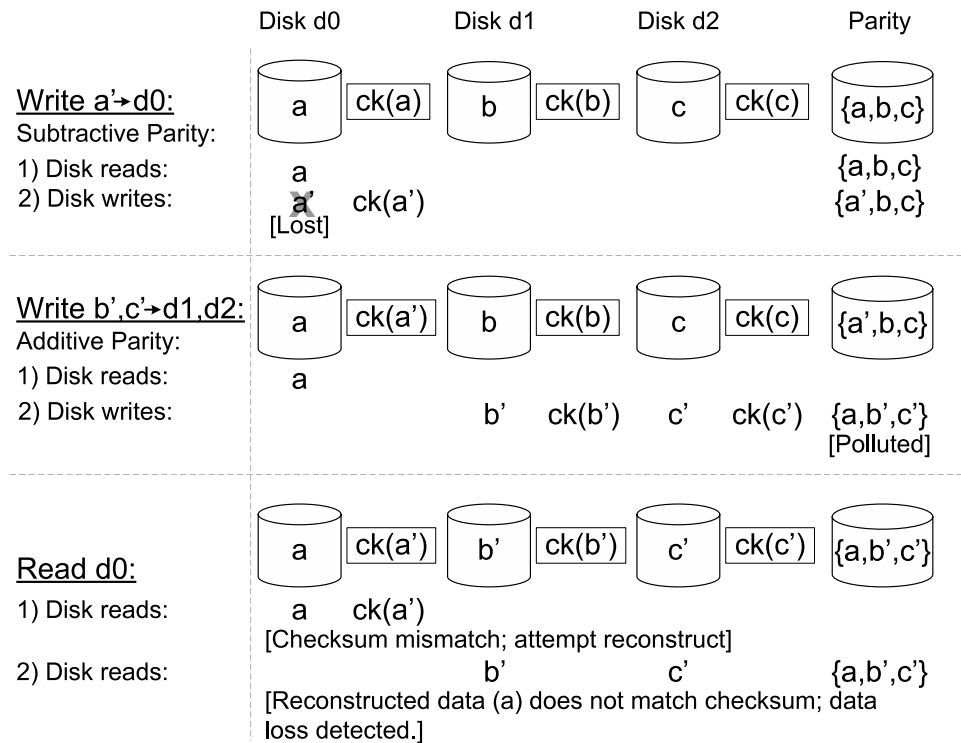 Disk d0 Disk d1 Disk d2 Parity
Write a’→d0: a ck(a) b ck(b) c ck(c) {a,b,c}
Subtractive Parity:
1) Disk reads: a {a,b,c}
2) Disk writes: a’ ck(a’) {a’,b,c}
[Lost]
Write b’,c’→d1,d2: a ck(a’) b ck(b) c ck(c) {a’,b,c}
Additive Parity:
1) Disk reads: a
2) Disk writes: b’ ck(b’) c’ ck(c’) {a,b’,c’}
[Polluted]
Read d0: a ck(a’) b’ ck(b’) c’ ck(c’) {a,b’,c’}
1) Disk reads: a ck(a’)
[Checksum mismatch; attempt reconstruct]
2) Disk reads: b’ c’ {a,b’,c’}
[Reconstructed data (a) does not match checksum; data
loss detected.]